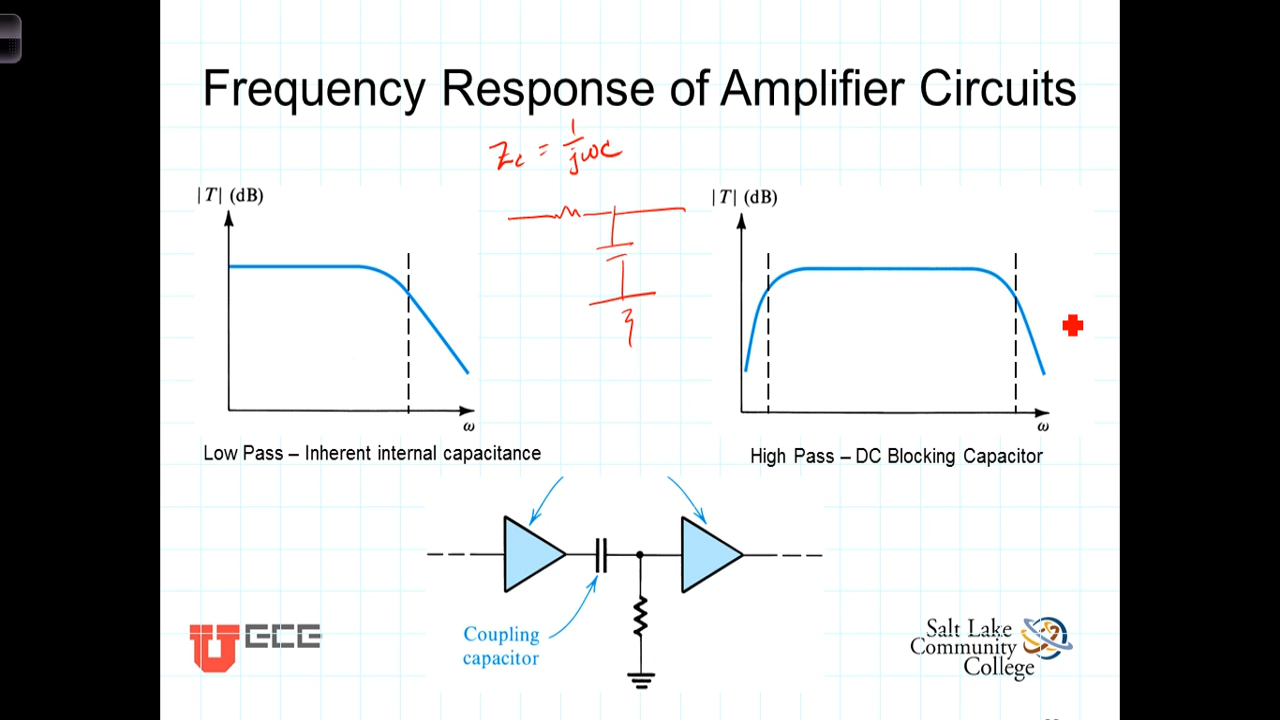 Frequency Response of Amplifier Circuits
Zc = 1/jωc
|T| (dB)
ω
Low Pass – Inherent internal capacitance
|T| (dB)
ω
High Pass – DC Blocking Capacitor
Coupling
capacitor
U ECE
Salt Lake
Community
College